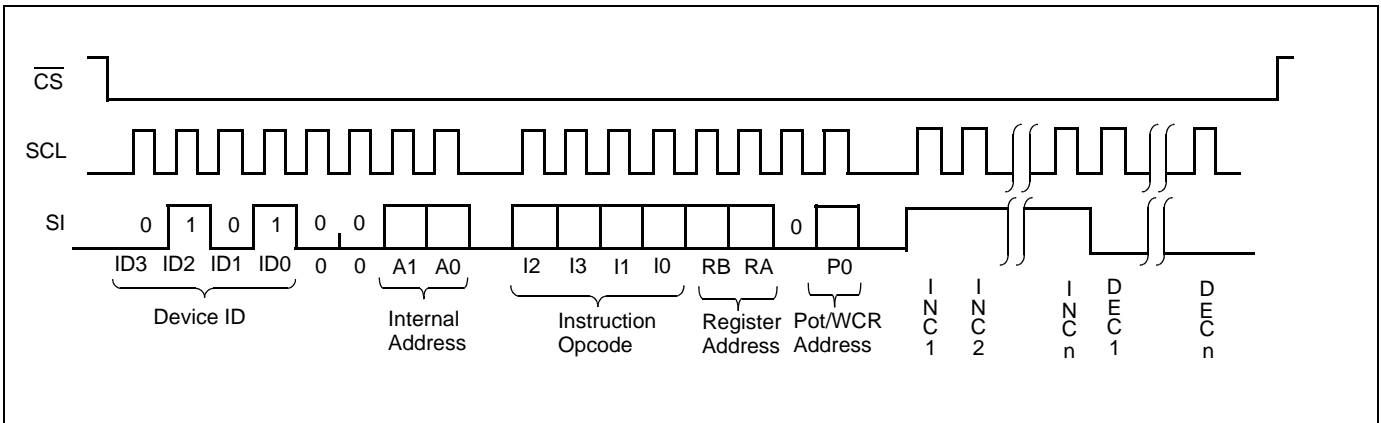 CS
SCL
SI
0 1 0 1 0 0
0
ID3 ID2 ID1 ID0 0 0 A1 A0 I2 I3 I1 I0 RB RA P0
Device ID
Internal
Address
Instruction
Opcode
Register
Address
Pot/WCR
Address
INC1
INC2
INCn
DEC1
DECn